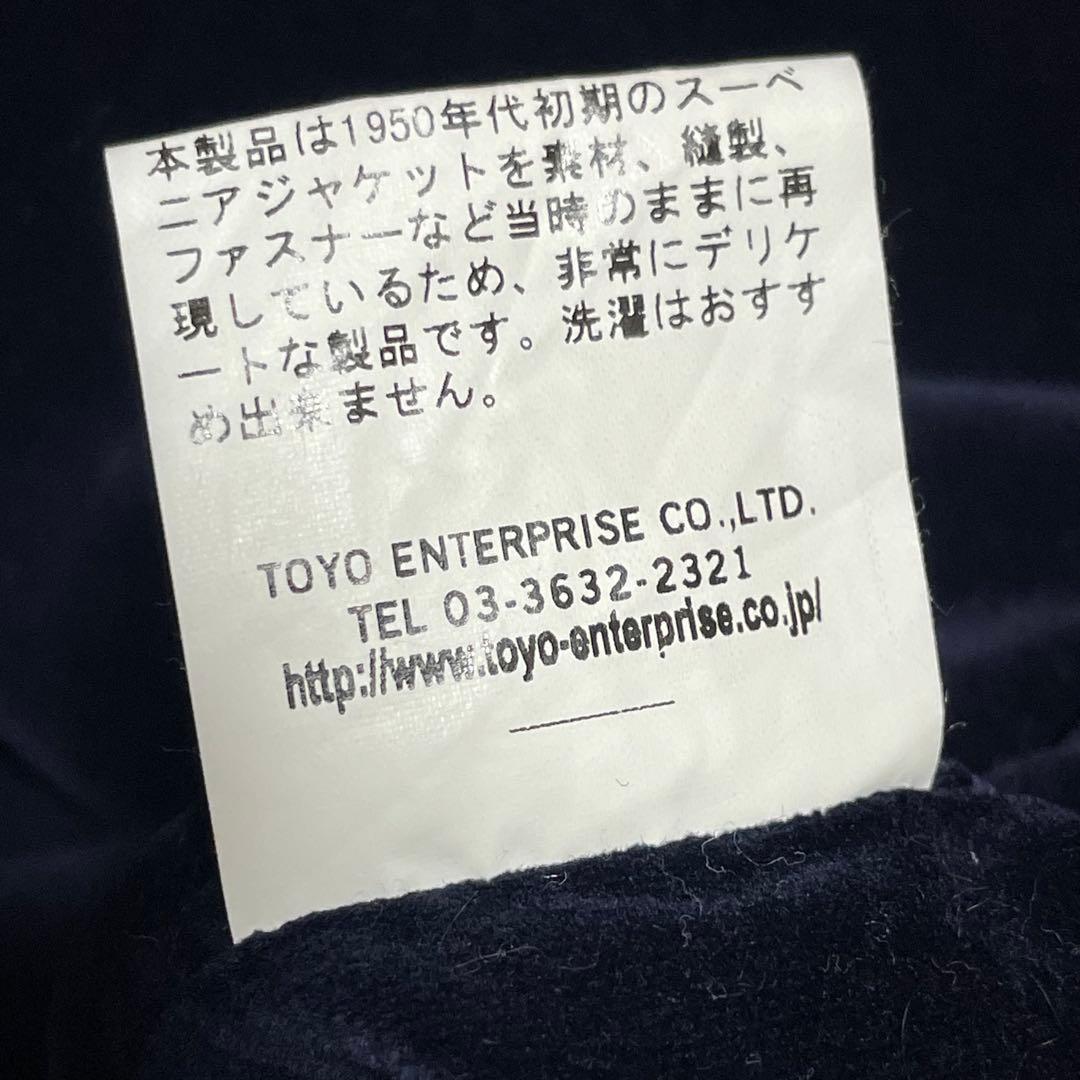 本製品は1950年代初期のスーベ
ニアジャケットを素材、縫製、
ファスナーなど当時のままに再
現しているため、非常にデリケ
ートな製品です。洗濯はおすす
め出来ません。
TOYO ENTERPRISE CO.,LTD.
TEL 03-3632-2321
http://www.toyo-enterprise.co.jp/